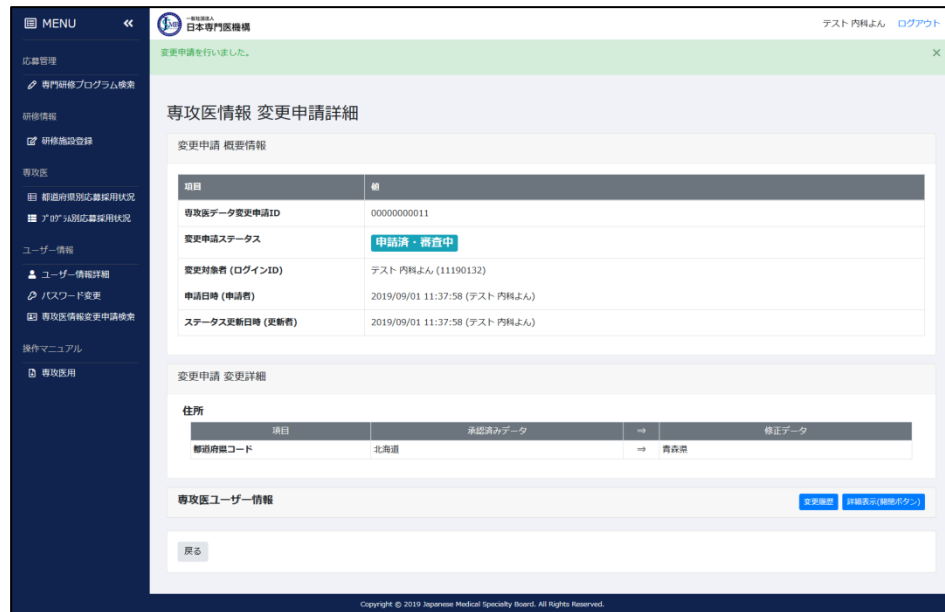 MENU «
一般社団法人
日本専門医機構
テスト 内科よん ログアウト
変更申請を行いました。 ×
応募管理
専門研修プログラム検索
研修情報
研修施設登録
専攻医
都道府県別応募採用状況
ﾌﾟﾛｸﾞﾗﾑ別応募採用状況
ユーザー情報
ユーザー情報詳細
パスワード変更
専攻医情報変更申請検索
操作マニュアル
専攻医用
専攻医情報 変更申請詳細
変更申請 概要情報
項目 値
専攻医データ変更申請ID 00000000011
変更申請ステータス 申請済・審査中
変更対象者 (ログインID) テスト 内科よん (11190132)
申請日時 (申請者) 2019/09/01 11:37:58 (テスト 内科よん)
ステータス更新日時 (更新者) 2019/09/01 11:37:58 (テスト 内科よん)
変更申請 変更詳細
住所
項目 承認済みデータ ⇒ 修正データ
都道府県コード 北海道 ⇒ 青森県
専攻医ユーザー情報 変更履歴 詳細表示(開閉ボタン)
戻る
Copyright © 2019 Japanese Medical Specialty Board. All Rights Reserved.